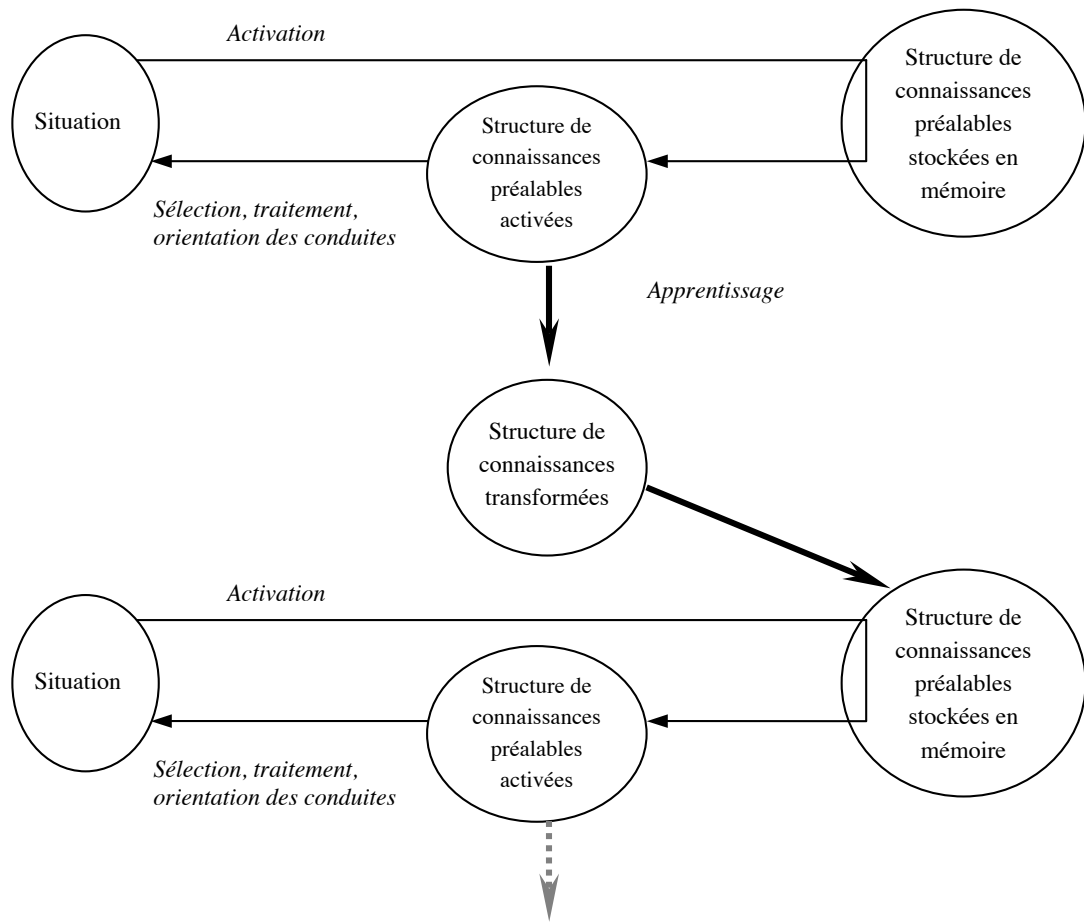 Activation
Situation
Structure de
connaissances
préalables
activées
Structure de
connaissances
préalables
stockées en
mémoire
Sélection, traitement,
orientation des conduites
Apprentissage
Structure de
connaissances
transformées
Activation
Situation
Structure de
connaissances
préalables
activées
Structure de
connaissances
préalables
stockées en
mémoire
Sélection, traitement,
orientation des conduites